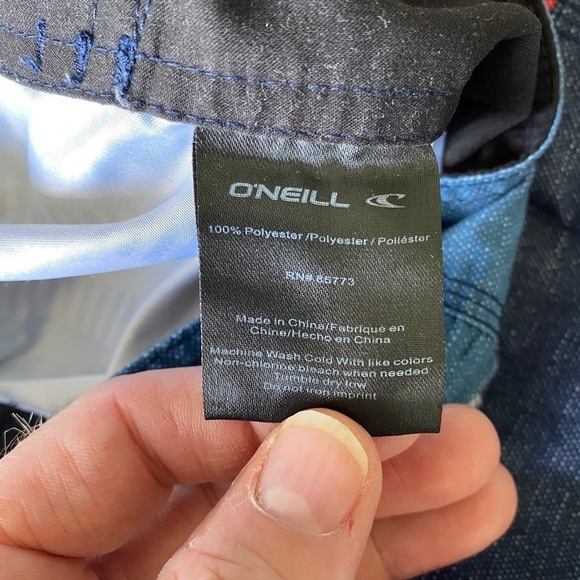 O'NEILL
100% Polyester /Polyester / Poliéster
RN# 85773
Made in China/Fabriqué en
Chine/Hecho en China
Machine Wash Cold With like colors
Non-chlorine bleach when needed
Tumble dry low
Do not iron imprint